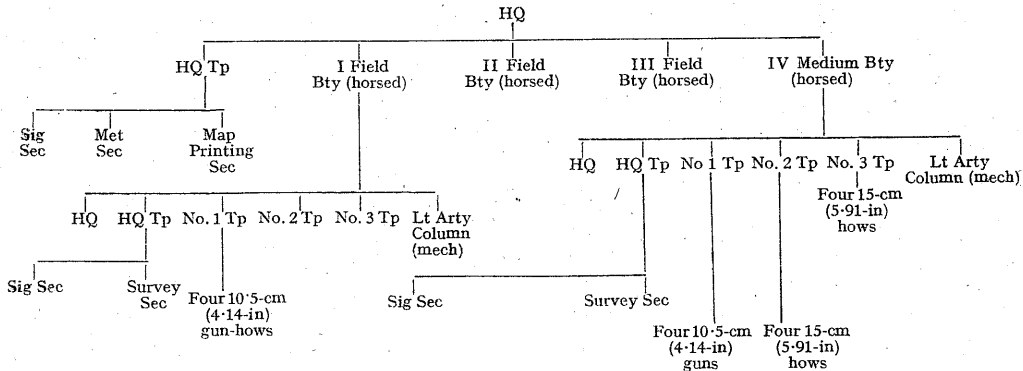 HQ
HQ Tp
I Field
Bty (horsed)
II Field
Bty (horsed)
III Field
Bty (horsed)
IV Medium Bty
(horsed)
Sig
Sec
Met
Sec
Map
Printing
Sec
HQ
HQ Tp
No. 1 Tp
No. 2 Tp
No. 3 Tp
Lt Arty
Column
(mech)
Sig Sec
Survey
Sec
Four 10·5-cm
(4·14-in)
gun-hows
HQ
HQ Tp
No 1 Tp
No. 2 Tp
No. 3 Tp
Lt Arty
Column (mech)
Four 15-cm
(5·91-in)
hows
Sig Sec
Survey Sec
Four 10·5-cm
(4·14-in)
guns
Four 15-cm
(5·91-in)
hows